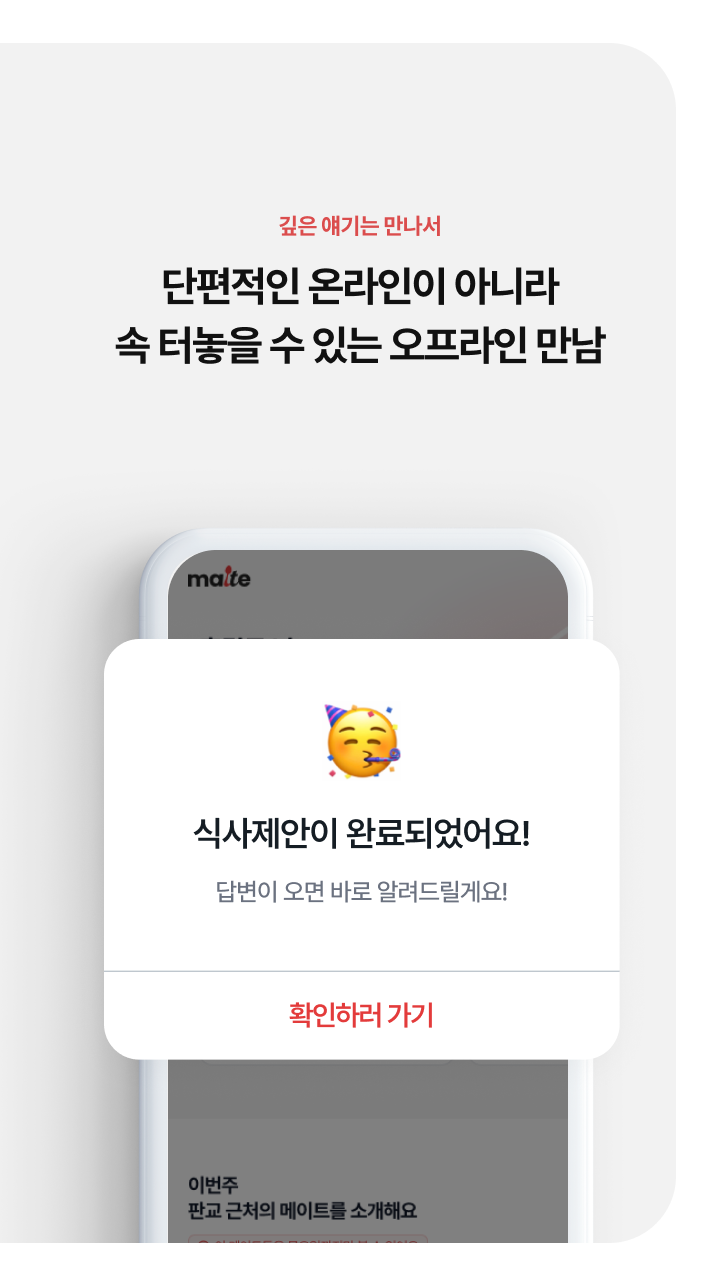 깊은 얘기는 만나서
단편적인 온라인이 아니라
속 터놓을 수 있는 오프라인 만남
maite
식사제안이 완료되었어요!
답변이 오면 바로 알려드릴게요!
확인하러 가기
이번주
판교 근처의 메이트를 소개해요